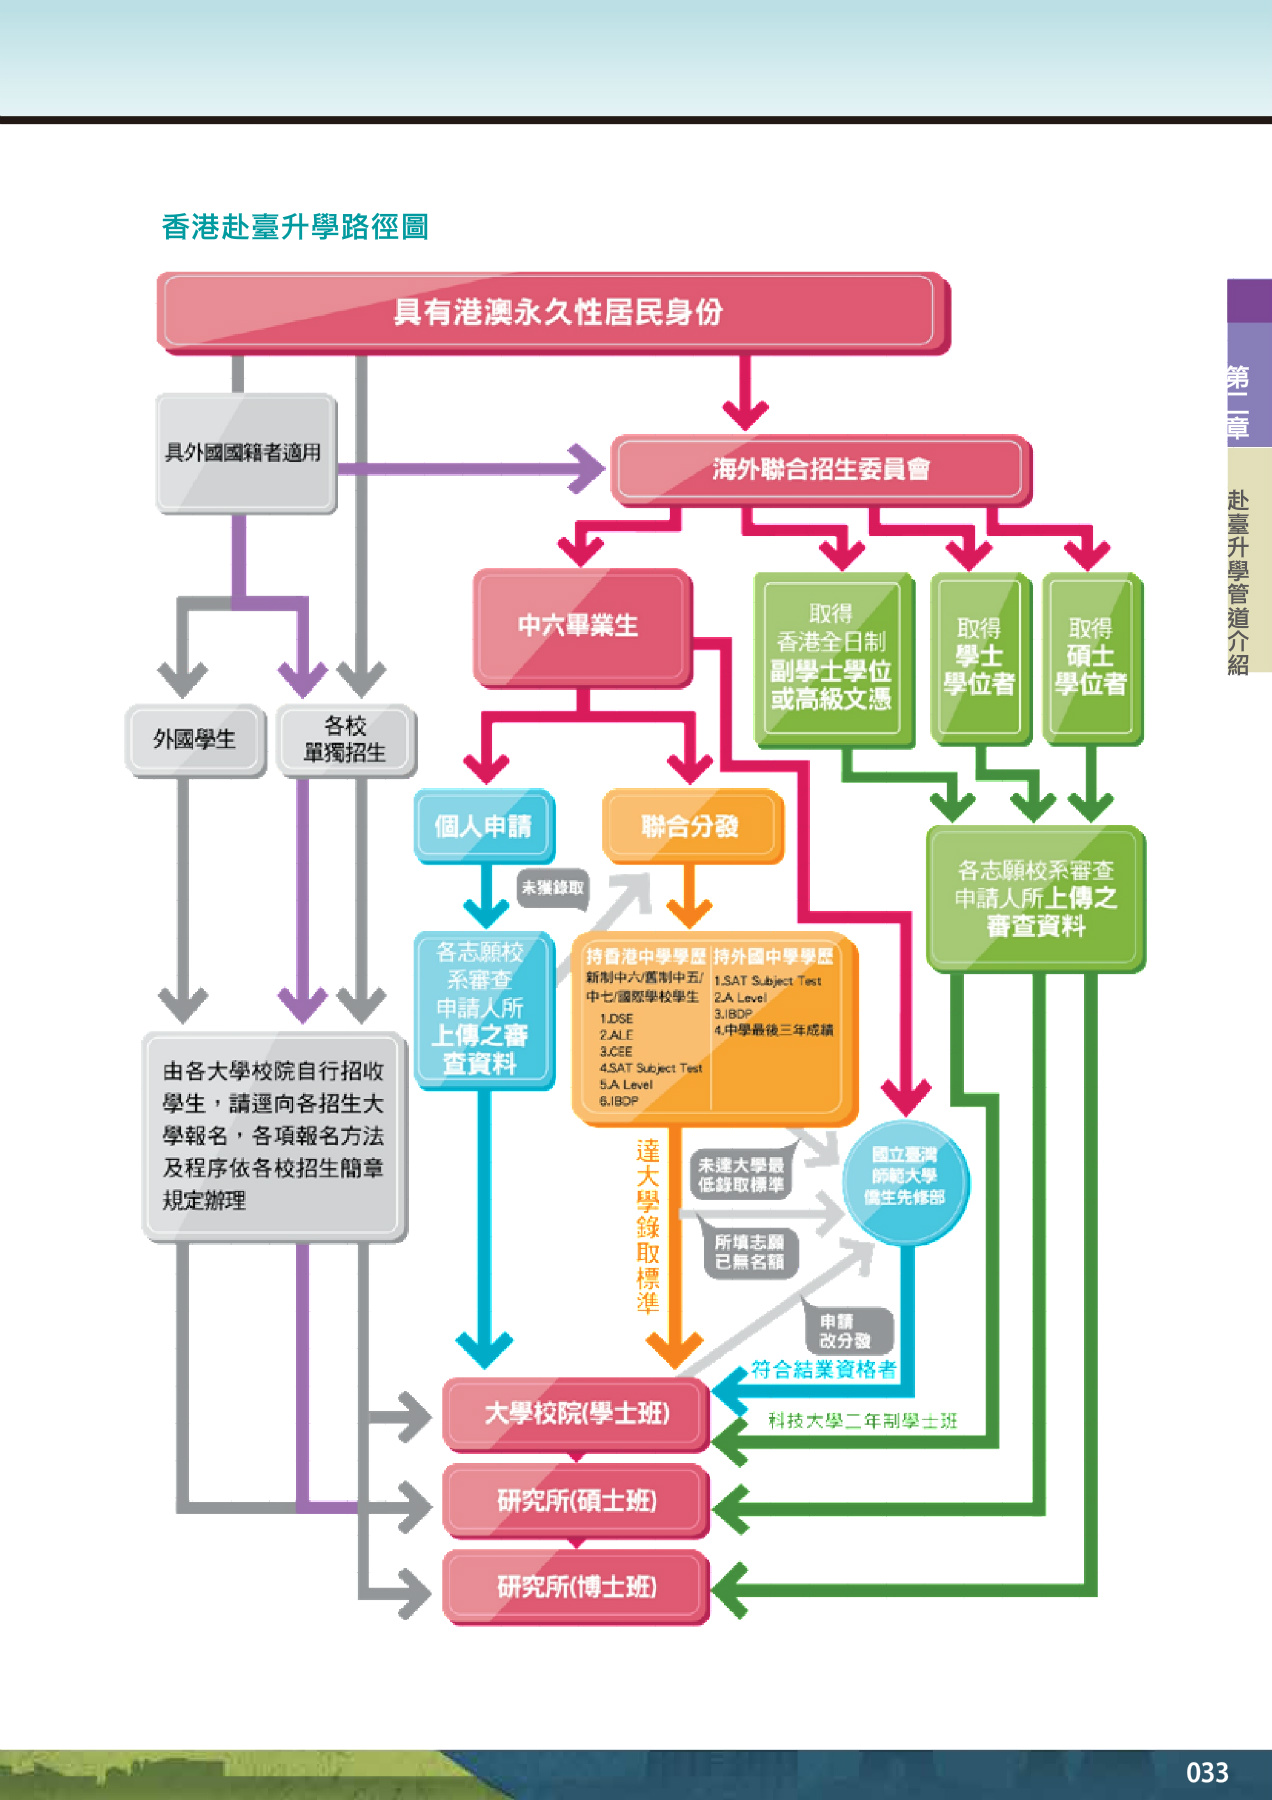 香港赴臺升學路徑圖
具有港澳永久性居民身份
具外國國籍者適用
海外聯合招生委員會
中六畢業生
取得
香港全日制
副學士學位
或高級文憑
取得
學士
學位者
取得
碩士
學位者
外國學生
各校
單獨招生
個人申請
聯合分發
未獲錄取
各志願校系審查
申請人所上傳之
審查資料
各志願校
系審查
申請人所
上傳之審
查資料
持香港中學學歷
新制中六/舊制中五/
中七/國際學校學生
1.DSE
2.ALE
3.CEE
4.SAT Subject Test
5.A Level
6.IBDP
持外國中學學歷
1.SAT Subject Test
2.A Level
3.IBDP
4.中學最後三年成績
由各大學校院自行招收
學生，請逕向各招生大
學報名，各項報名方法
及程序依各校招生簡章
規定辦理
達大學錄取標準
未達大學最
低錄取標準
國立臺灣
師範大學
僑生先修部
所填志願
已無名額
申請
改分發
符合結業資格者
大學校院(學士班)
科技大學二年制學士班
研究所(碩士班)
研究所(博士班)
第二章
赴臺升學管道介紹
033